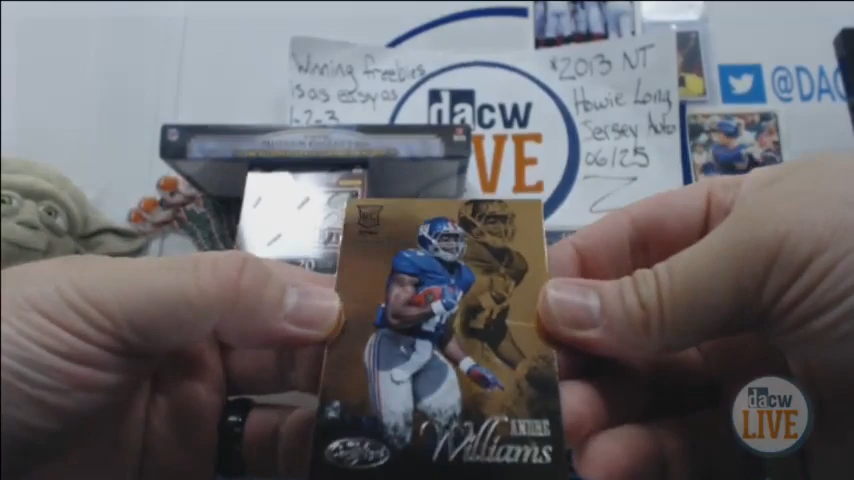 Winning freebies
is as easy as
1-2-3
dacw
LIVE
*2013 NT
Howie Long
Jersey Auto
06/25
@DAC
RC
ANDRE
Williams
dacw
LIVE